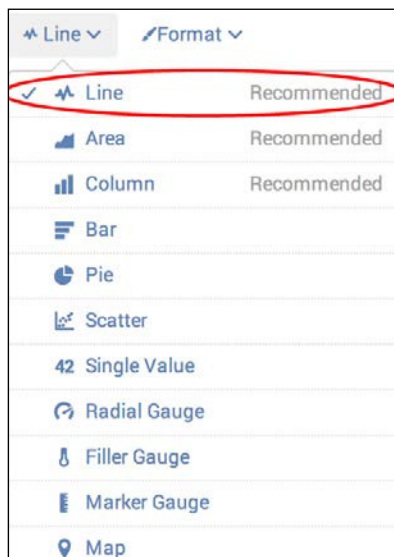 Line Format
Line Recommended
Area Recommended
Column Recommended
Bar
Pie
Scatter
42 Single Value
Radial Gauge
Filler Gauge
Marker Gauge
Map